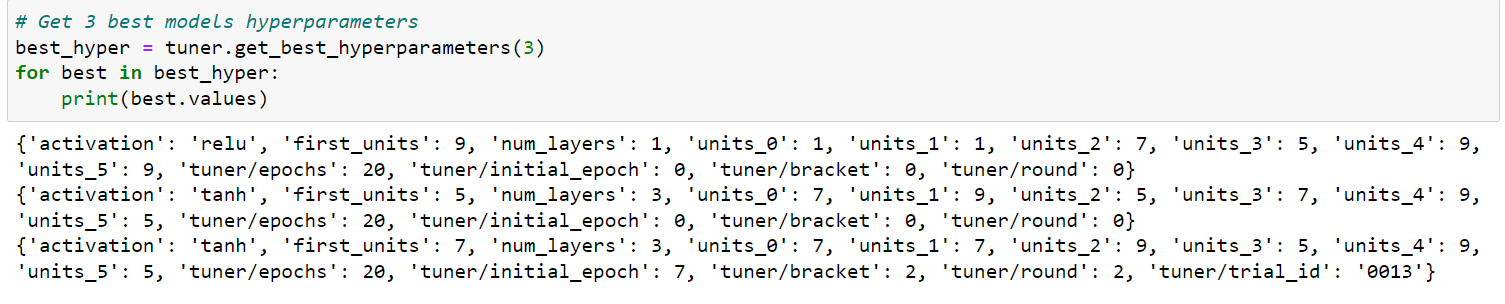 # Get 3 best models hyperparameters
best_hyper = tuner.get_best_hyperparameters(3)
for best in best_hyper:
    print(best.values)
{'activation': 'relu', 'first_units': 9, 'num_layers': 1, 'units_0': 1, 'units_1': 1, 'units_2': 7, 'units_3': 5, 'units_4': 9,
'units_5': 9, 'tuner/epochs': 20, 'tuner/initial_epoch': 0, 'tuner/bracket': 0, 'tuner/round': 0}
{'activation': 'tanh', 'first_units': 5, 'num_layers': 3, 'units_0': 7, 'units_1': 9, 'units_2': 5, 'units_3': 7, 'units_4': 9,
'units_5': 5, 'tuner/epochs': 20, 'tuner/initial_epoch': 0, 'tuner/bracket': 0, 'tuner/round': 0}
{'activation': 'tanh', 'first_units': 7, 'num_layers': 3, 'units_0': 7, 'units_1': 7, 'units_2': 9, 'units_3': 5, 'units_4': 9,
'units_5': 5, 'tuner/epochs': 20, 'tuner/initial_epoch': 7, 'tuner/bracket': 2, 'tuner/round': 2, 'tuner/trial_id': '0013'}